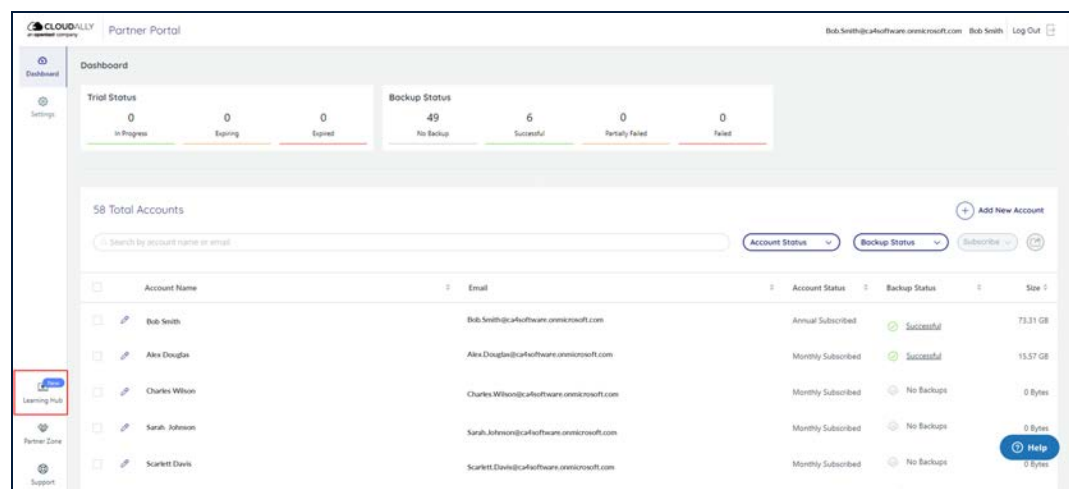 CLOUDALLY
an opentext company
Partner Portal
Bob.Smith@ca4software.onmicrosoft.com Bob Smith Log Out
Dashboard
Settings
Learning Hub
New
Partner Zone
Support
Dashboard
Trial Status
0 0 0
In Progress Expiring Expired
Backup Status
49 6 0 0
No Backup Successful Partially Failed Failed
58 Total Accounts
Add New Account
Search by account name or email
Account Status Backup Status Subscribe
Account Name Email Account Status Backup Status Size
Bob Smith Bob.Smith@ca4software.onmicrosoft.com Annual Subscribed Successful 73.31 GB
Alex Douglas Alex.Douglas@ca4software.onmicrosoft.com Monthly Subscribed Successful 15.57 GB
Charles Wilson Charles.Wilson@ca4software.onmicrosoft.com Monthly Subscribed No Backups 0 Bytes
Sarah Johnson Sarah.Johnson@ca4software.onmicrosoft.com Monthly Subscribed No Backups 0 Bytes
Scarlett Davis Scarlett.Davis@ca4software.onmicrosoft.com Monthly Subscribed No Backups 0 Bytes
Help